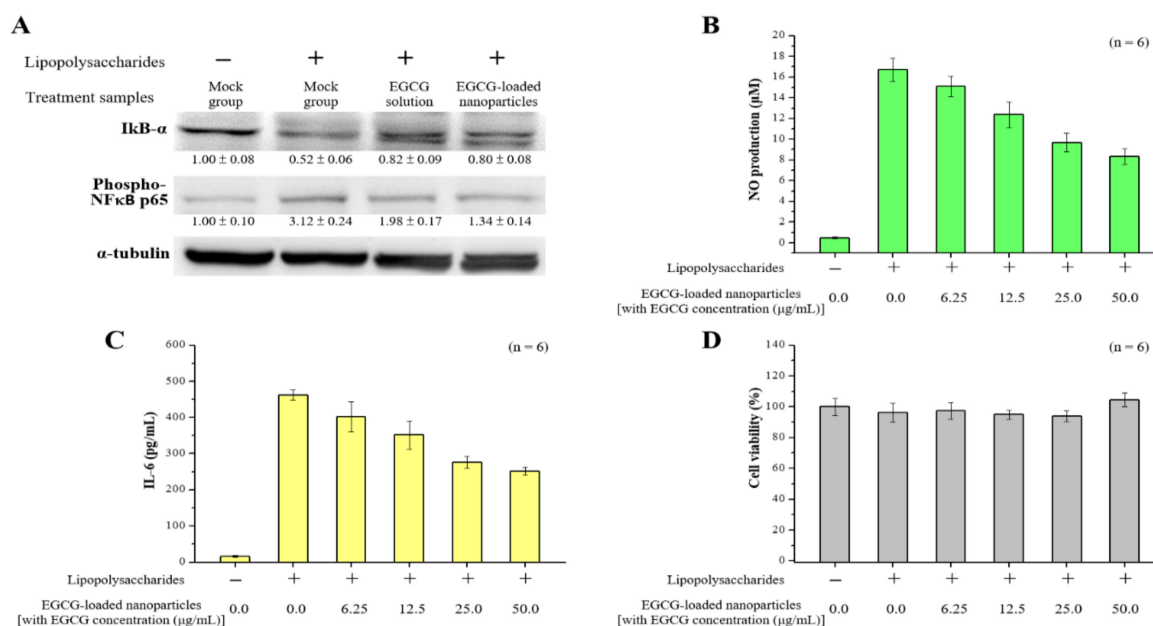 A
Lipopolysaccharides − + + +
Treatment samples Mock group Mock group EGCG solution EGCG-loaded nanoparticles
IkB-α
1.00 ± 0.08 0.52 ± 0.06 0.82 ± 0.09 0.80 ± 0.08
Phospho-
NFκB p65
1.00 ± 0.10 3.12 ± 0.24 1.98 ± 0.17 1.34 ± 0.14
α-tubulin
B
(n = 6)
NO production (μM)
18
16
14
12
10
8
6
4
2
0
Lipopolysaccharides − + + + + +
EGCG-loaded nanoparticles 0.0 0.0 6.25 12.5 25.0 50.0
[with EGCG concentration (μg/mL)]
C
(n = 6)
IL-6 (pg/mL)
600
500
400
300
200
100
0
Lipopolysaccharides − + + + + +
EGCG-loaded nanoparticles 0.0 0.0 6.25 12.5 25.0 50.0
[with EGCG concentration (μg/mL)]
D
(n = 6)
Cell viability (%)
140
120
100
80
60
40
20
0
Lipopolysaccharides − + + + + +
EGCG-loaded nanoparticles 0.0 0.0 6.25 12.5 25.0 50.0
[with EGCG concentration (μg/mL)]